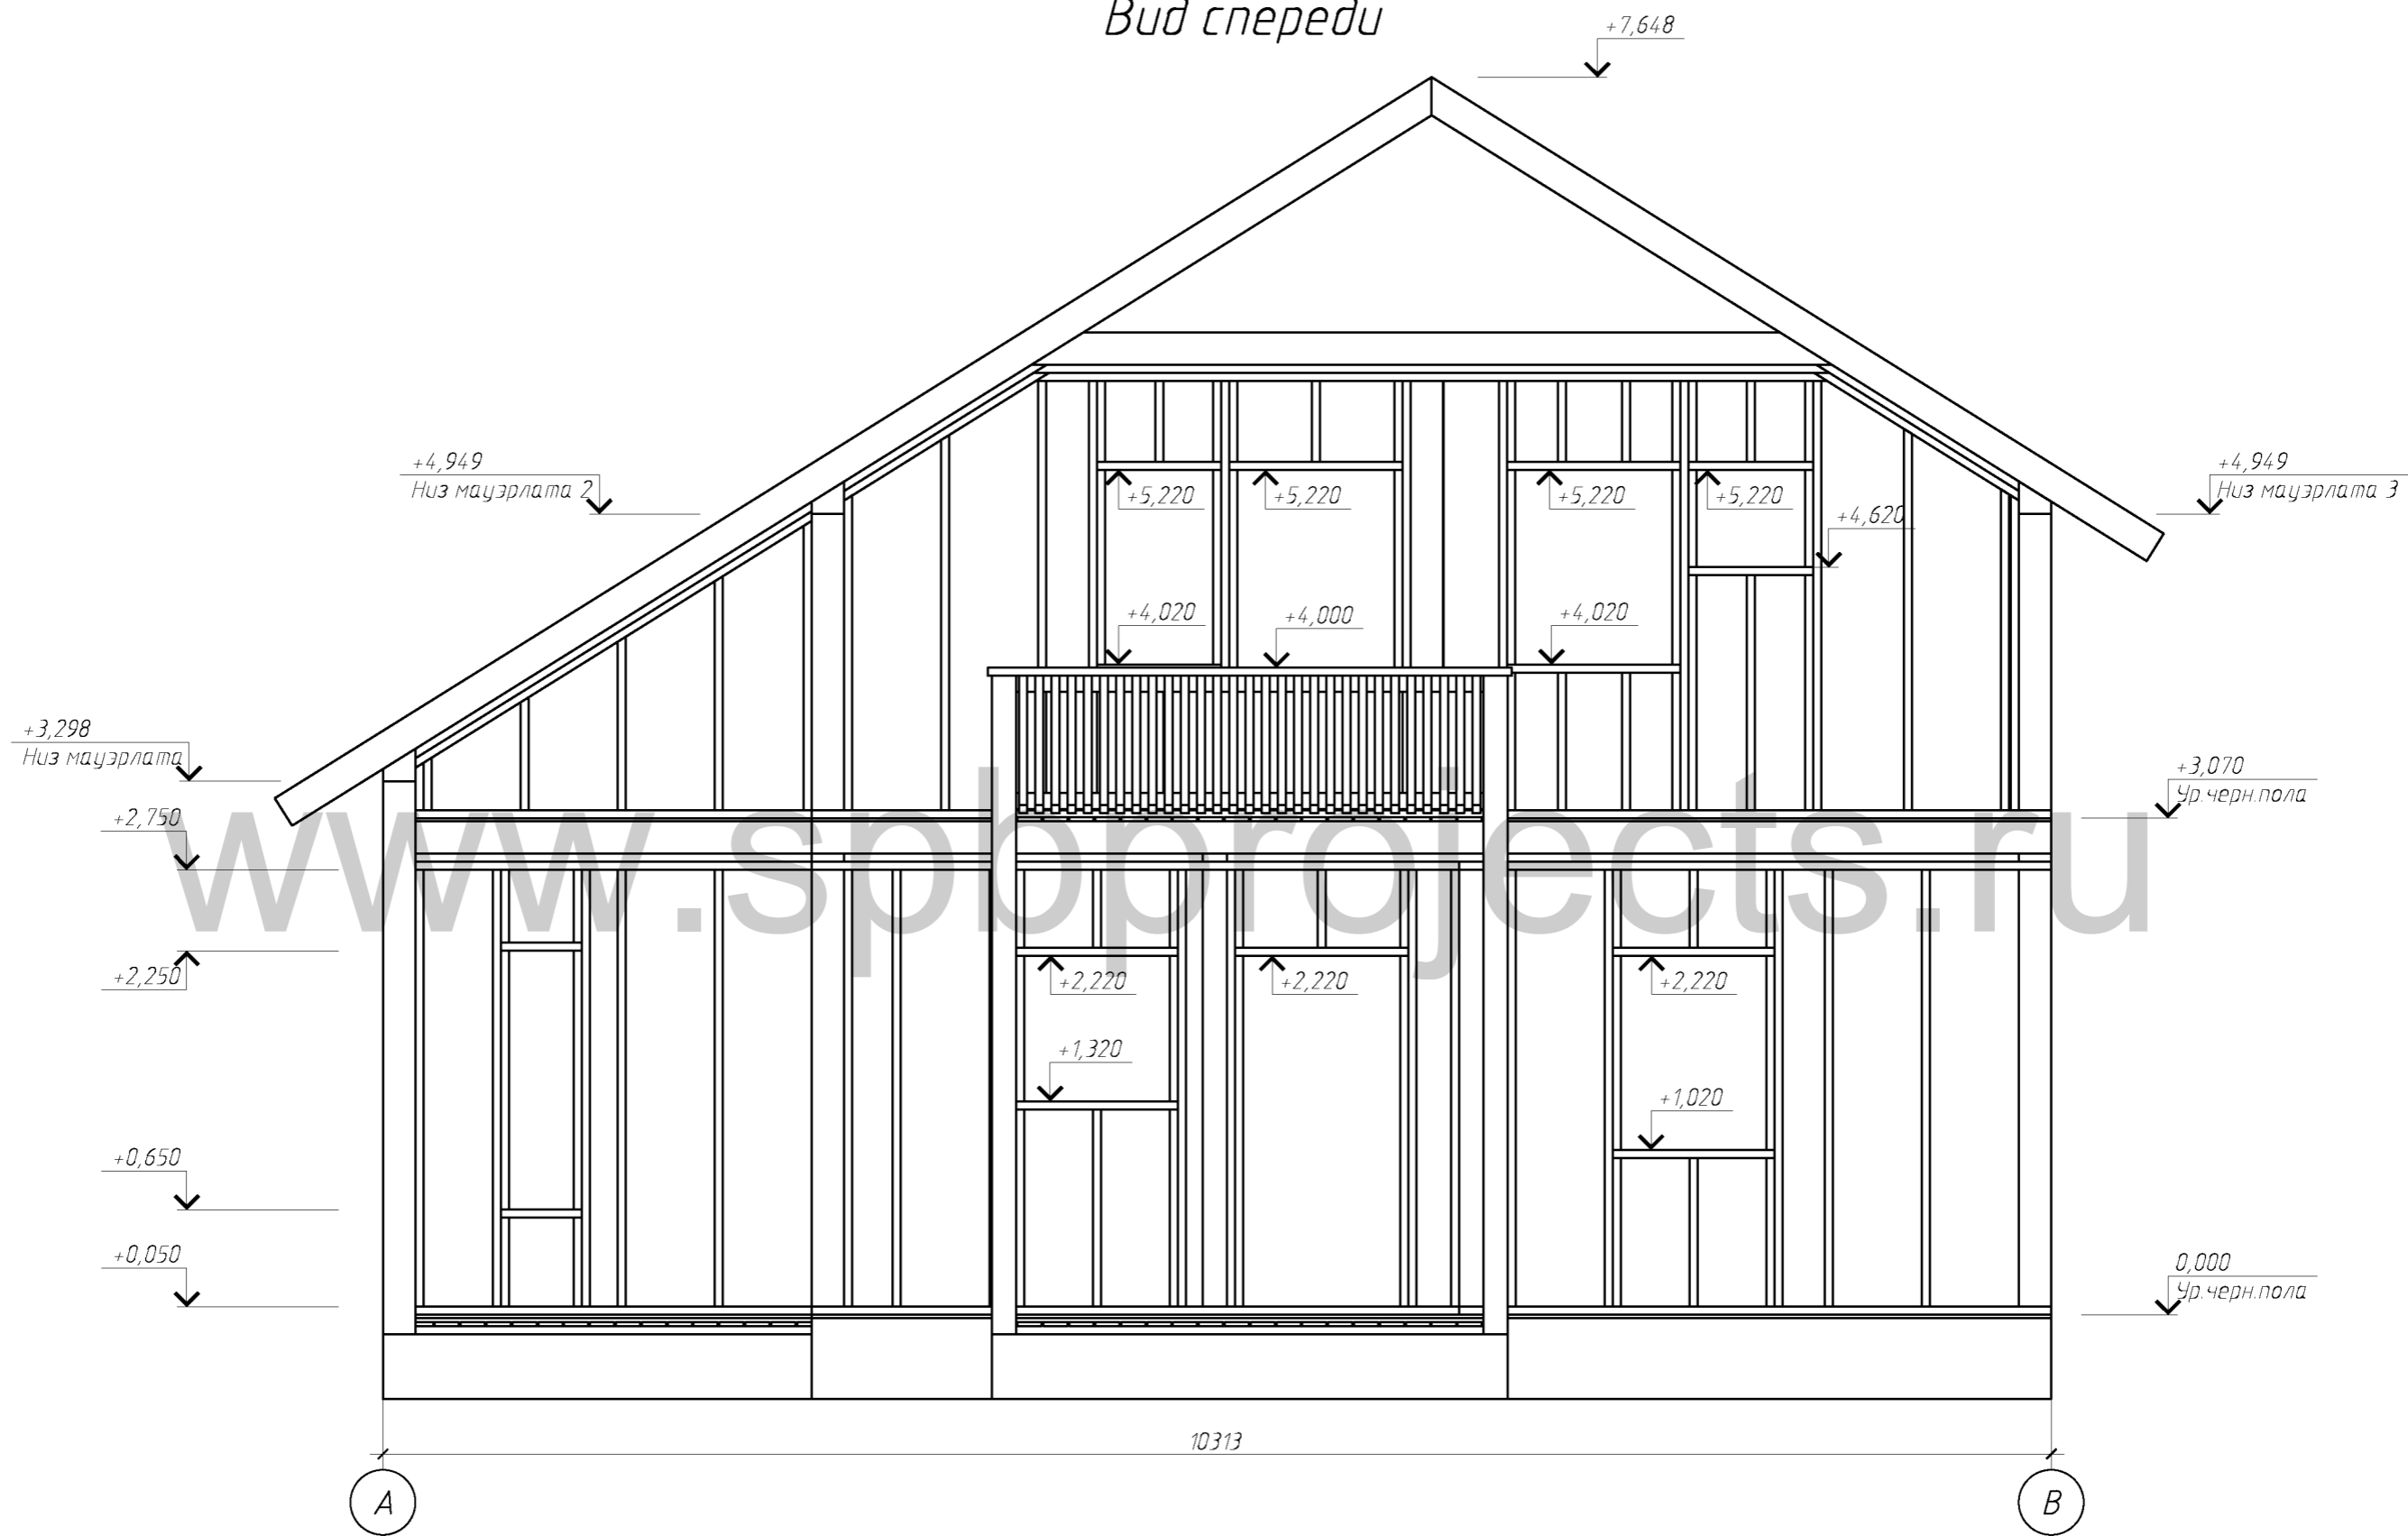 Вид спереди
+7,648
+4,949
Низ мауэрлата 2
+4,949
Низ мауэрлата 3
+5,220
+5,220
+5,220
+5,220
+4,620
+4,020
+4,000
+4,020
+3,298
Низ мауэрлата
+3,070
Ур.черн.пола
+2,750
www.spbprojects.ru
+2,250
+2,220
+2,220
+2,220
+1,320
+1,020
+0,650
+0,050
0,000
Ур.черн.пола
10313
А
В